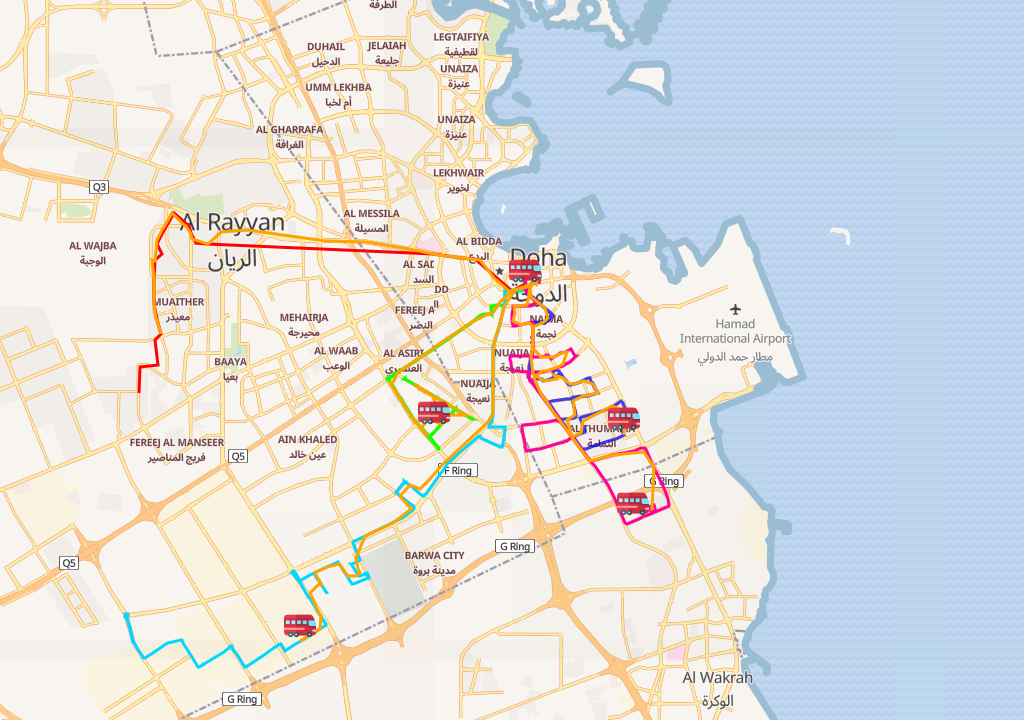 الطرفة
LEGTAIFIYA
لقطيفية
DUHAIL
الدحيل
JELAIAH
جليعة
UNAIZA
عنيزة
UMM LEKHBA
أم لخبا
UNAIZA
عنيزة
AL GHARRAFA
الغرافة
LEKHWAIR
لخوير
Q3
AL MESSILA
المسيلة
Al Rayyan
الريان
AL WAJBA
الوجبة
AL BIDDA
البدع
Doha
الدوحة
AL SAD
السد
DD
MUAITHER
معيذر
FEREEJ A
النصر
MEHAIRJA
محيرجة
NAJMA
نجمة
Hamad
International Airport
مطار حمد الدولي
AL WAAB
الوعب
AL ASIRI
العسيري
NUAIJA
نعيجة
BAAYA
بعيا
NUAIJA
نعيجة
AL THUMAMA
الثمامة
FEREEJ AL MANSEER
فريج المناصير
AIN KHALED
عين خالد
Q5
F Ring
G Ring
G Ring
BARWA CITY
مدينة بروة
Q5
Al Wakrah
الوكرة
G Ring